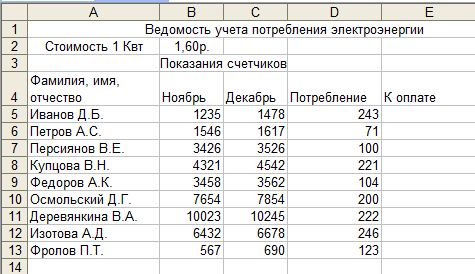 A B C D E
1 Ведомость учета потребления электроэнергии
2 Стоимость 1 Квт 1,60р.
3 Показания счетчиков
Фамилия, имя,
4 отчество Ноябрь Декабрь Потребление К оплате
5 Иванов Д.Б. 1235 1478 243
6 Петров А.С. 1546 1617 71
7 Персиянов В.Е. 3426 3526 100
8 Купцова В.Н. 4321 4542 221
9 Федоров А.К. 3458 3562 104
10 Осмольский Д.Г. 7654 7854 200
11 Деревянкина В.А. 10023 10245 222
12 Изотова А.Д. 6432 6678 246
13 Фролов П.Т. 567 690 123
14